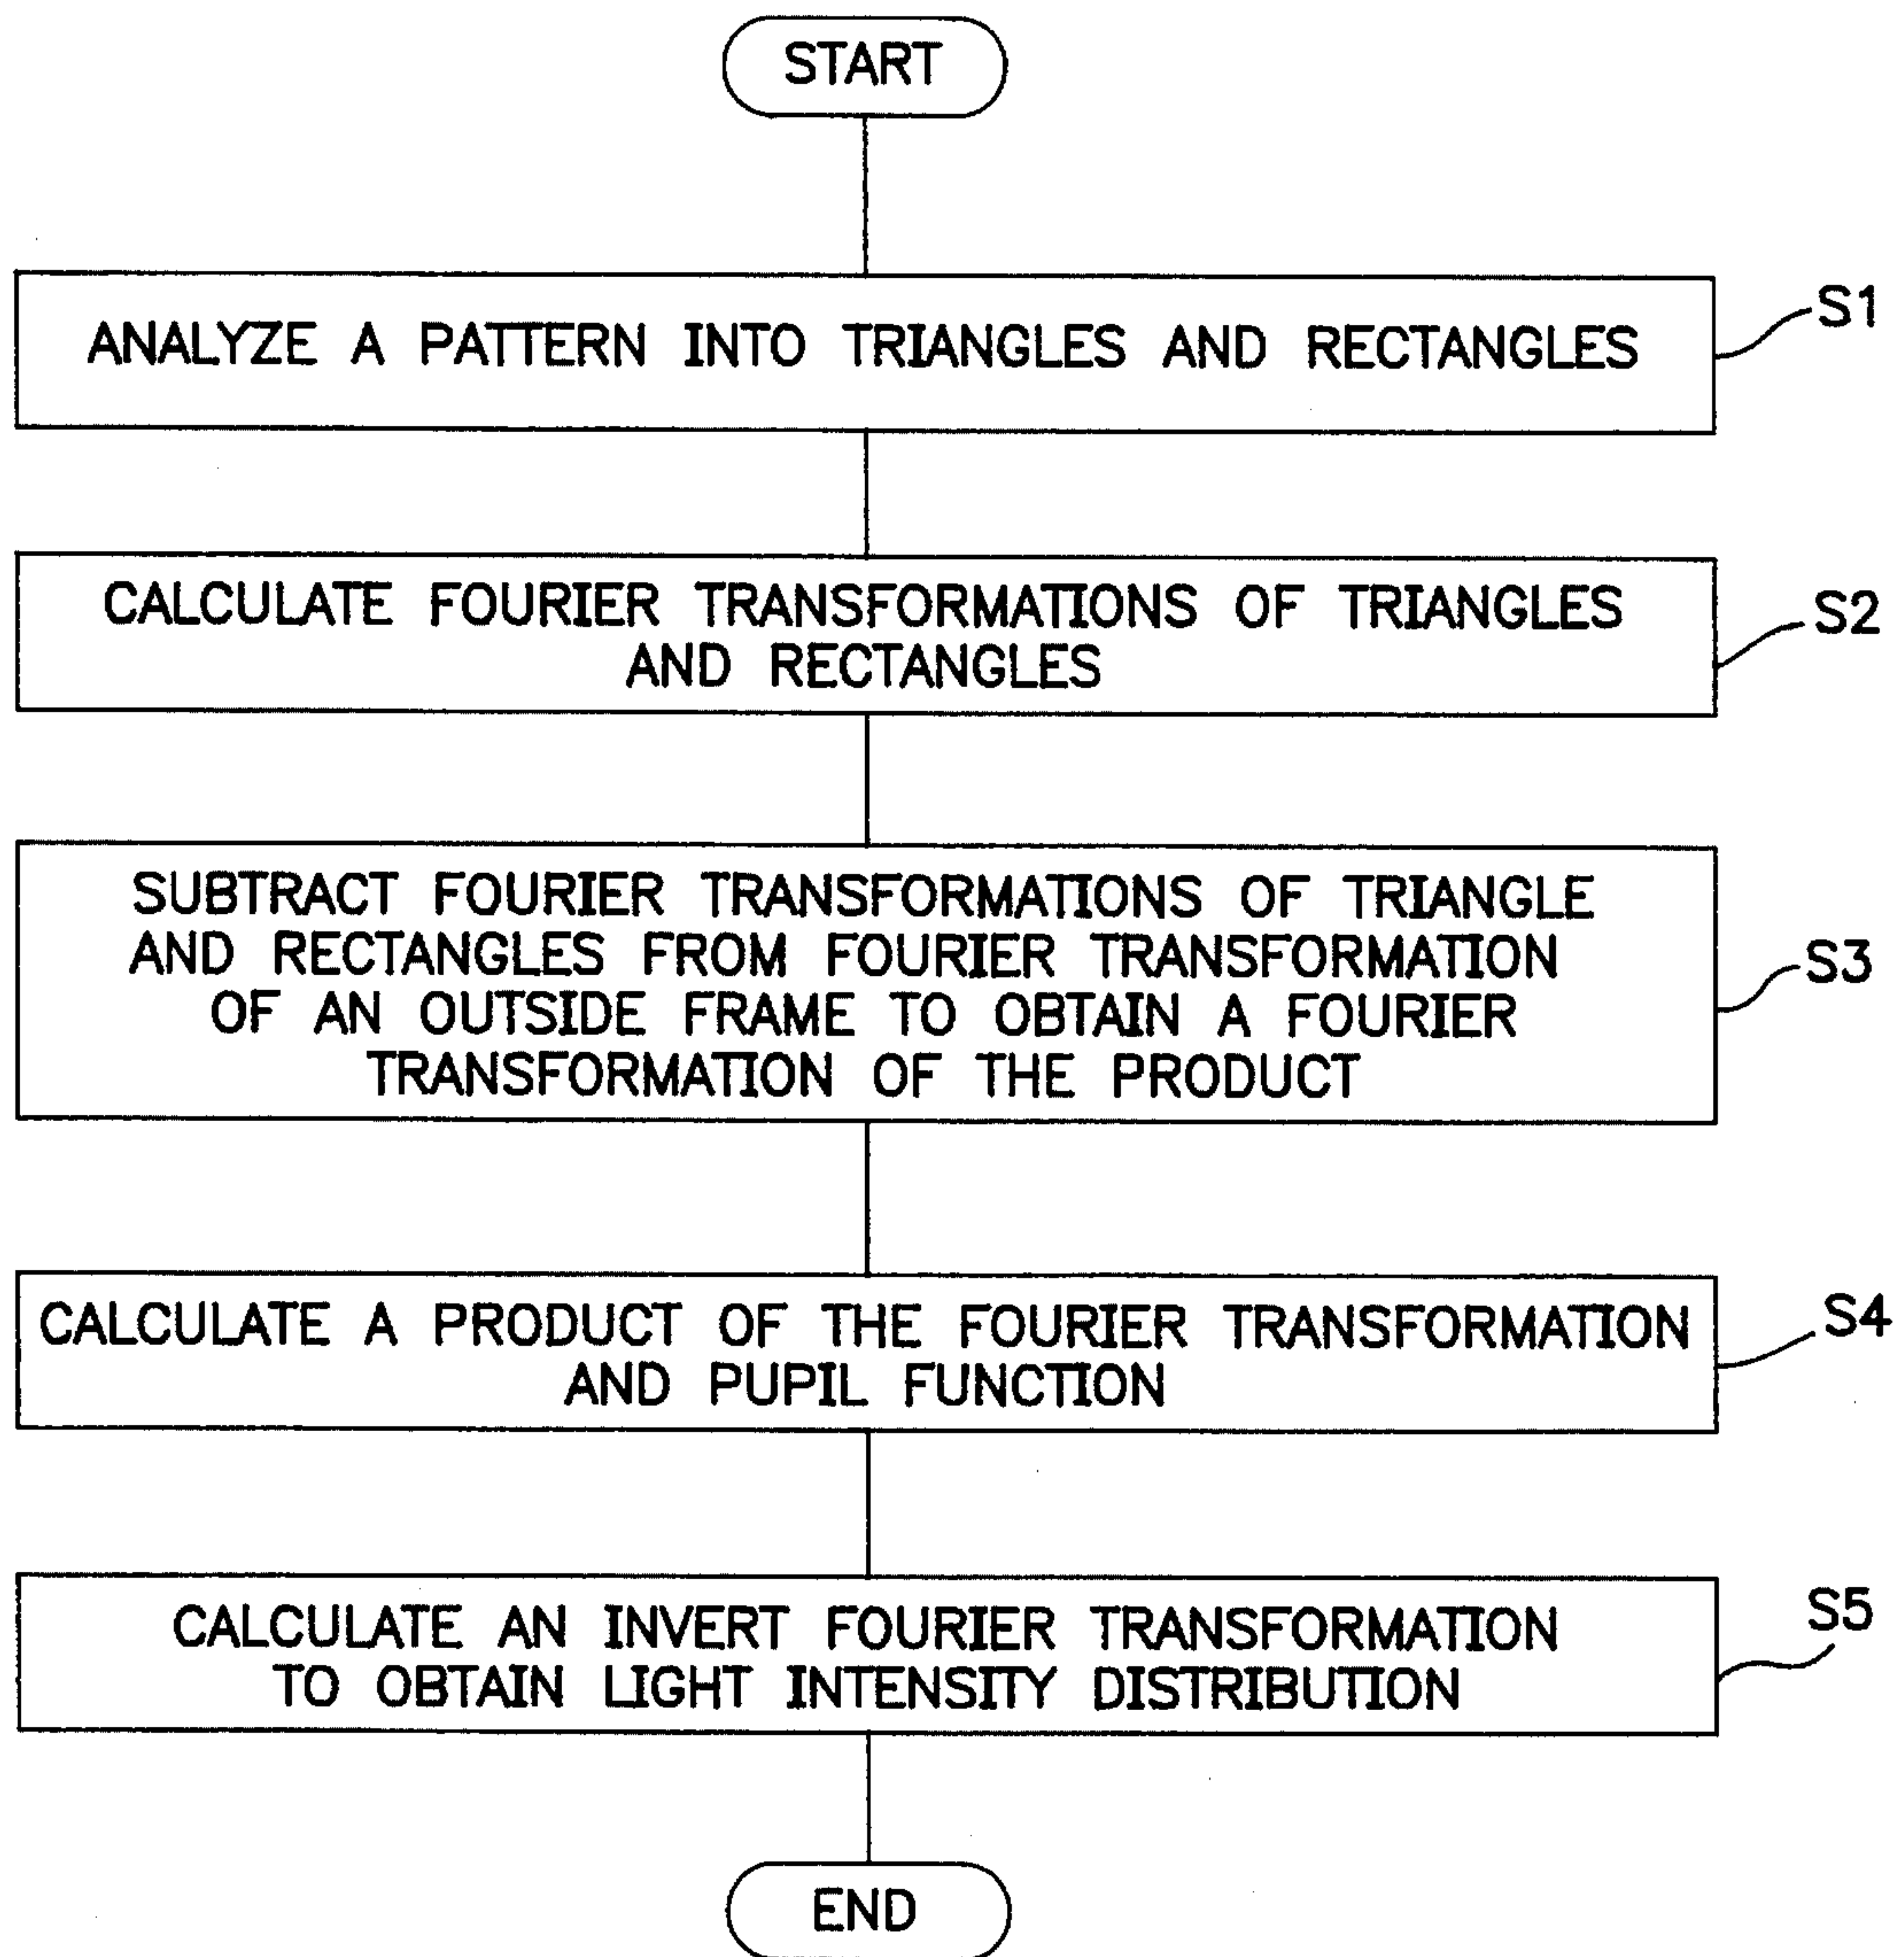 START
ANALYZE A PATTERN INTO TRIANGLES AND RECTANGLES
S1
CALCULATE FOURIER TRANSFORMATIONS OF TRIANGLES
AND RECTANGLES
S2
SUBTRACT FOURIER TRANSFORMATIONS OF TRIANGLE
AND RECTANGLES FROM FOURIER TRANSFORMATION
OF AN OUTSIDE FRAME TO OBTAIN A FOURIER
TRANSFORMATION OF THE PRODUCT
S3
CALCULATE A PRODUCT OF THE FOURIER TRANSFORMATION
AND PUPIL FUNCTION
S4
CALCULATE AN INVERT FOURIER TRANSFORMATION
TO OBTAIN LIGHT INTENSITY DISTRIBUTION
S5
END